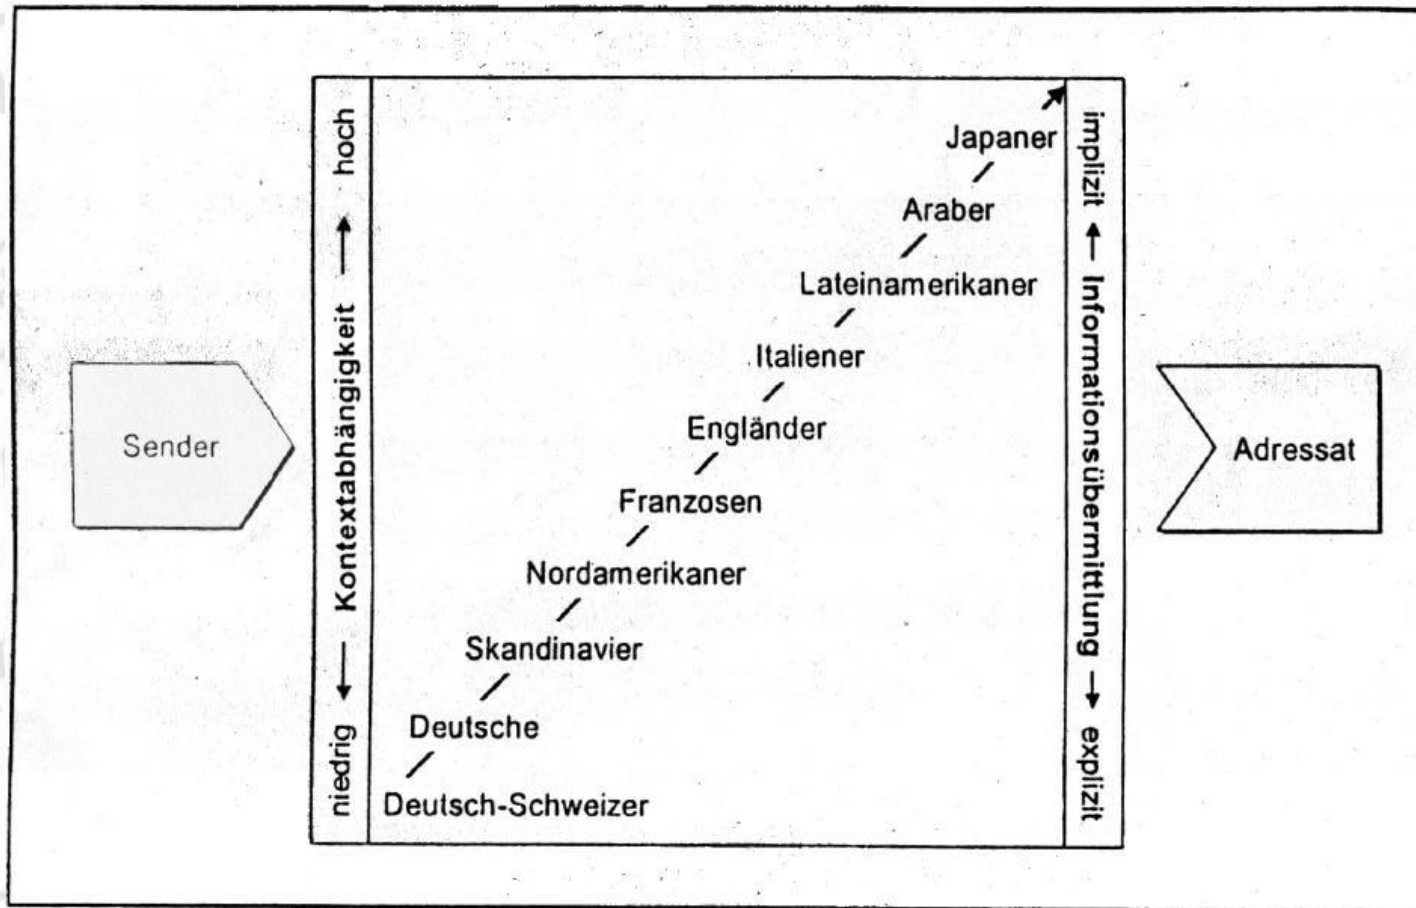 Sender
niedrig ← Kontextabhängigkeit → hoch
Japaner
Araber
Lateinamerikaner
Italiener
Engländer
Franzosen
Nordamerikaner
Skandinavier
Deutsche
Deutsch-Schweizer
implizit ← Informationsübermittlung → explizit
Adressat